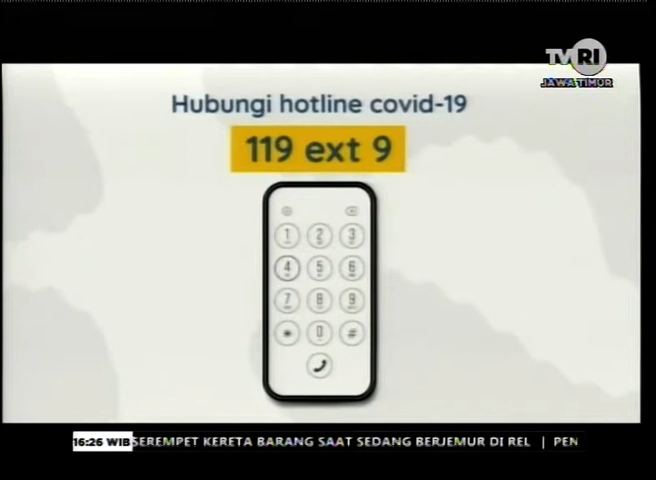 TVRI
JAWA TIMUR
Hubungi hotline covid-19
119 ext 9
1 2 3
4 5 6
7 8 9
* 0 #
16:26 WIB SEREMPET KERETA BARANG SAAT SEDANG BERJEMUR DI REL | PEN